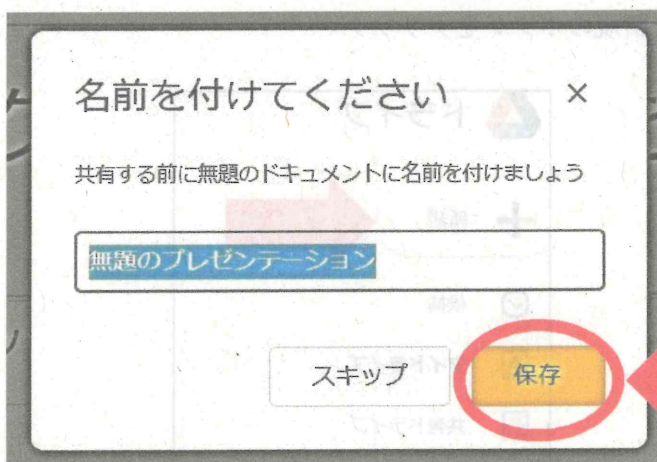 名前を付けてください ×
共有する前に無題のドキュメントに名前を付けましょう
無題のプレゼンテーション
スキップ 保存